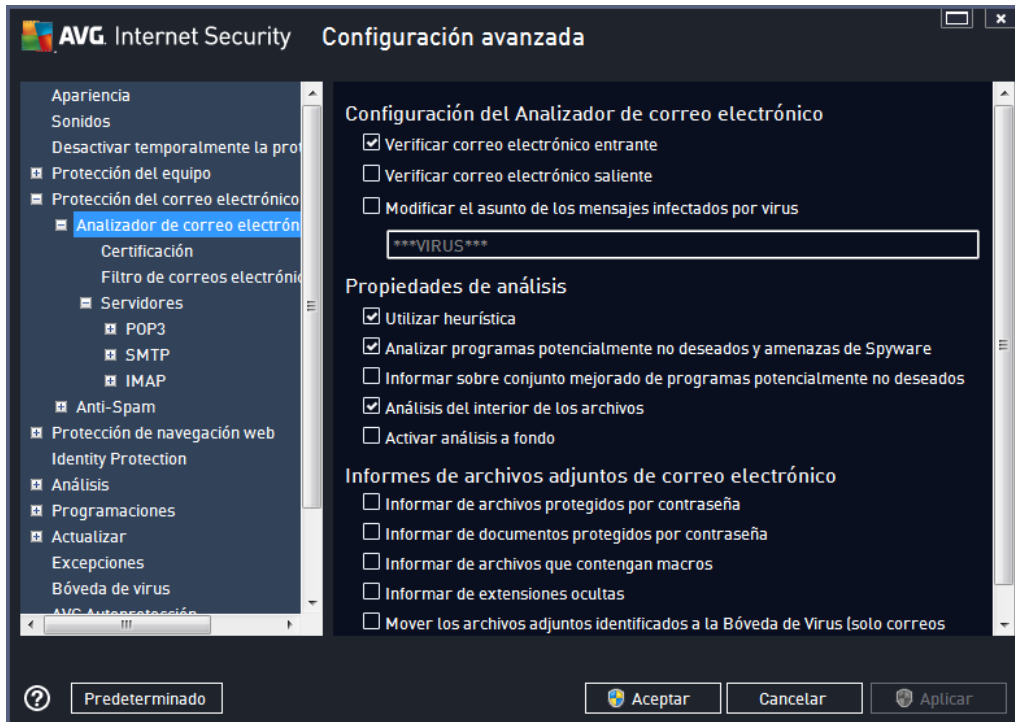 AVG. Internet Security Configuración avanzada
Apariencia
Sonidos
Desactivar temporalmente la prot
Protección del equipo
Protección del correo electrónico
Analizador de correo electrón
Certificación
Filtro de correos electrónic
Servidores
POP3
SMTP
IMAP
Anti-Spam
Protección de navegación web
Identity Protection
Análisis
Programaciones
Actualizar
Excepciones
Bóveda de virus
AVG Autoprotección
Configuración del Analizador de correo electrónico
Verificar correo electrónico entrante
Verificar correo electrónico saliente
Modificar el asunto de los mensajes infectados por virus
***VIRUS***
Propiedades de análisis
Utilizar heurística
Analizar programas potencialmente no deseados y amenazas de Spyware
Informar sobre conjunto mejorado de programas potencialmente no deseados
Análisis del interior de los archivos
Activar análisis a fondo
Informes de archivos adjuntos de correo electrónico
Informar de archivos protegidos por contraseña
Informar de documentos protegidos por contraseña
Informar de archivos que contengan macros
Informar de extensiones ocultas
Mover los archivos adjuntos identificados a la Bóveda de Virus (solo correos
? Predeterminado Aceptar Cancelar Aplicar